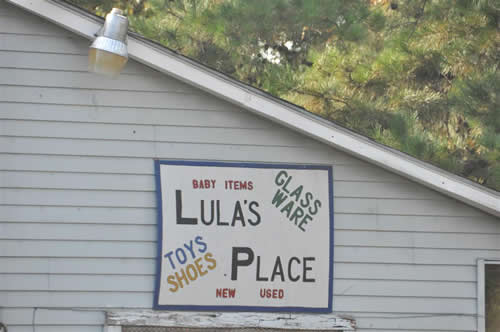 BABY ITEMS
GLASS
WARE
LULA'S
TOYS
SHOES
PLACE
NEW USED